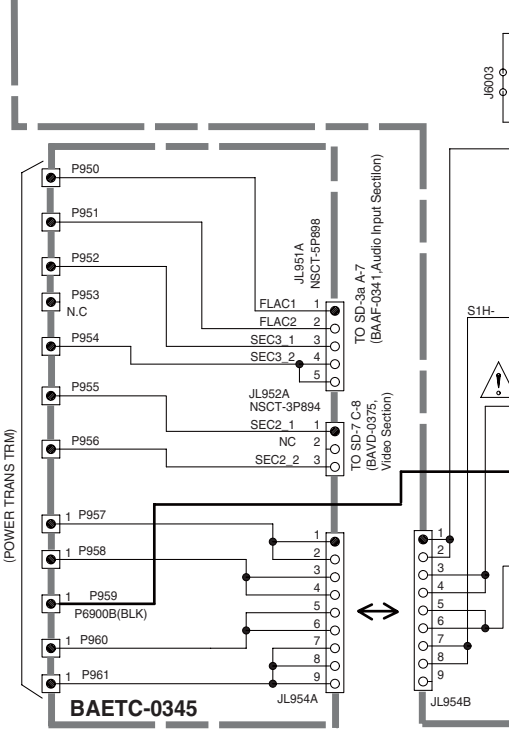 J6003
P950
P951
P952
P953
N.C
P954
P955
P956
1 P957
1 P958
1 P959
P6900B(BLK)
1 P960
1 P961
(POWER TRANS TRM)
BAETC-0345
JL951A
NSCT-5P898
FLAC1 1
FLAC2 2
SEC3_1 3
SEC3_2 4
5
TO SD-3a A-7
(BAAF-0341,Audio Input Sectilon)
JL952A
NSCT-3P894
SEC2_1 1
NC 2
SEC2_2 3
TO SD-7 C-8
(BAVD-0375,
Video Section)
1
2
3
4
5
6
7
8
9
JL954A
1
2
3
4
5
6
7
8
9
JL954B
S1H-
!